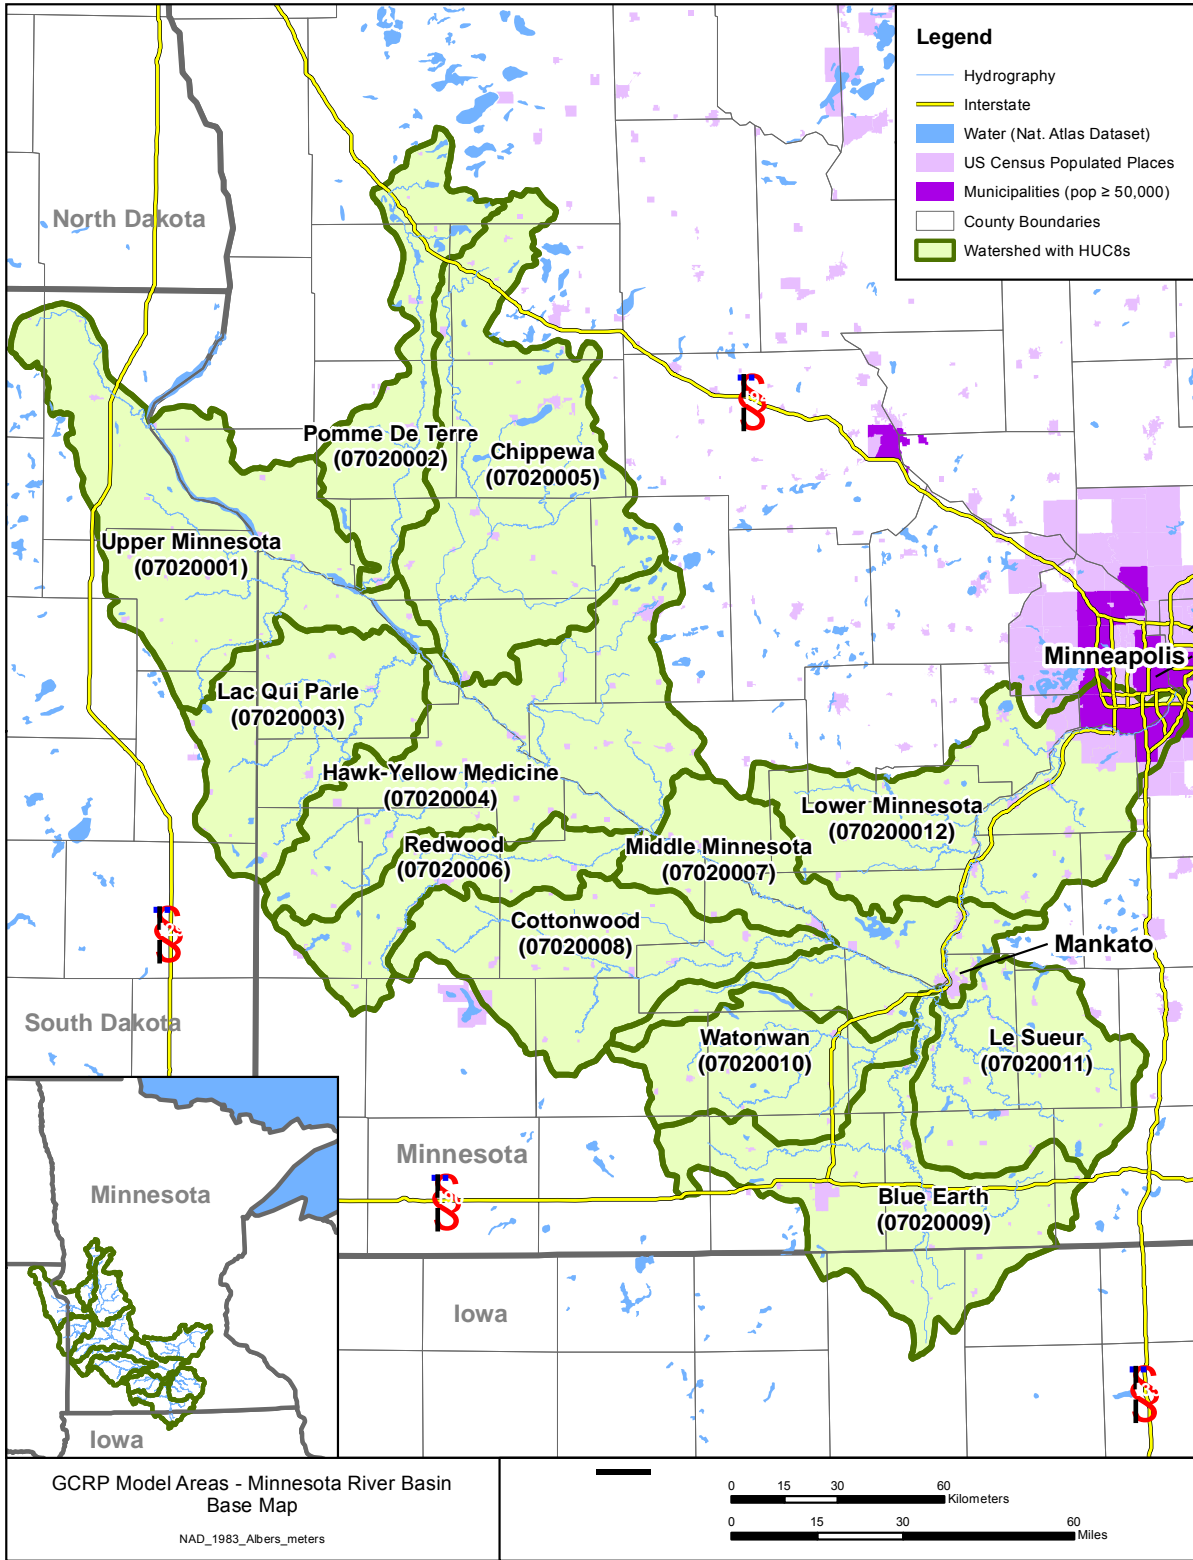 Legend
Hydrography
Interstate
Water (Nat. Atlas Dataset)
US Census Populated Places
Municipalities (pop ≥ 50,000)
County Boundaries
Watershed with HUC8s
North Dakota
Pomme De Terre
(07020002)
Chippewa
(07020005)
Upper Minnesota
(07020001)
Minneapolis
Lac Qui Parle
(07020003)
Hawk-Yellow Medicine
(07020004)
Lower Minnesota
(070200012)
Redwood
(07020006)
Middle Minnesota
(07020007)
Cottonwood
(07020008)
Mankato
South Dakota
Watonwan
(07020010)
Le Sueur
(07020011)
Minnesota
Minnesota
Blue Earth
(07020009)
Iowa
Iowa
GCRP Model Areas - Minnesota River Basin
Base Map
NAD_1983_Albers_meters
0 15 30 60
Kilometers
0 15 30 60
Miles